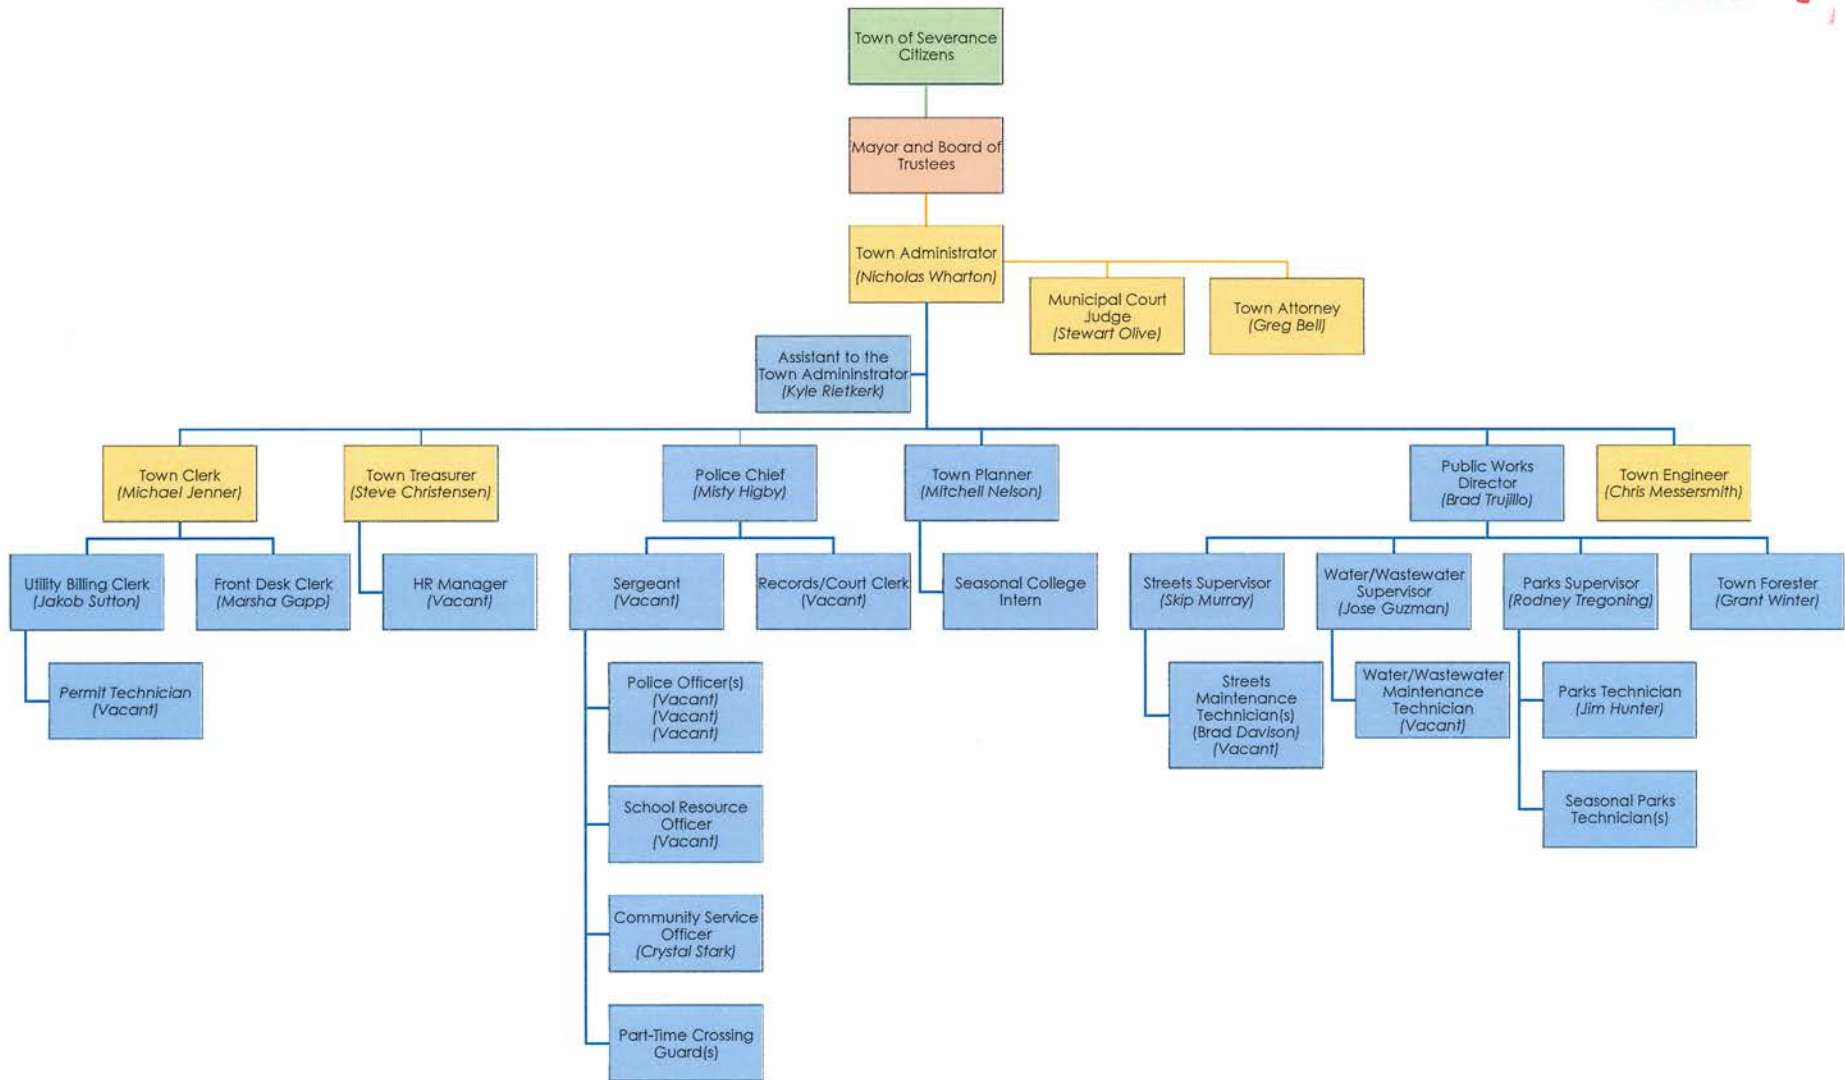 Town of Severance
Citizens
Mayor and Board of
Trustees
Town Administrator
(Nicholas Wharton)
Municipal Court
Judge
(Stewart Olive)
Town Attorney
(Greg Bell)
Assistant to the
Town Admininstrator
(Kyle Rietkerk)
Town Clerk
(Michael Jenner)
Town Treasurer
(Steve Christensen)
Police Chief
(Misty Higby)
Town Planner
(Mitchell Nelson)
Public Works
Director
(Brad Trujillo)
Town Engineer
(Chris Messersmith)
Utility Billing Clerk
(Jakob Sutton)
Front Desk Clerk
(Marsha Gapp)
HR Manager
(Vacant)
Sergeant
(Vacant)
Records/Court Clerk
(Vacant)
Seasonal College
Intern
Streets Supervisor
(Skip Murray)
Water/Wastewater
Supervisor
(Jose Guzman)
Parks Supervisor
(Rodney Tregoning)
Town Forester
(Grant Winter)
Permit Technician
(Vacant)
Police Officer(s)
(Vacant)
(Vacant)
(Vacant)
Streets
Maintenance
Technician(s)
(Brad Davison)
(Vacant)
Water/Wastewater
Maintenance
Technician
(Vacant)
Parks Technician
(Jim Hunter)
School Resource
Officer
(Vacant)
Seasonal Parks
Technician(s)
Community Service
Officer
(Crystal Stark)
Part-Time Crossing
Guard(s)